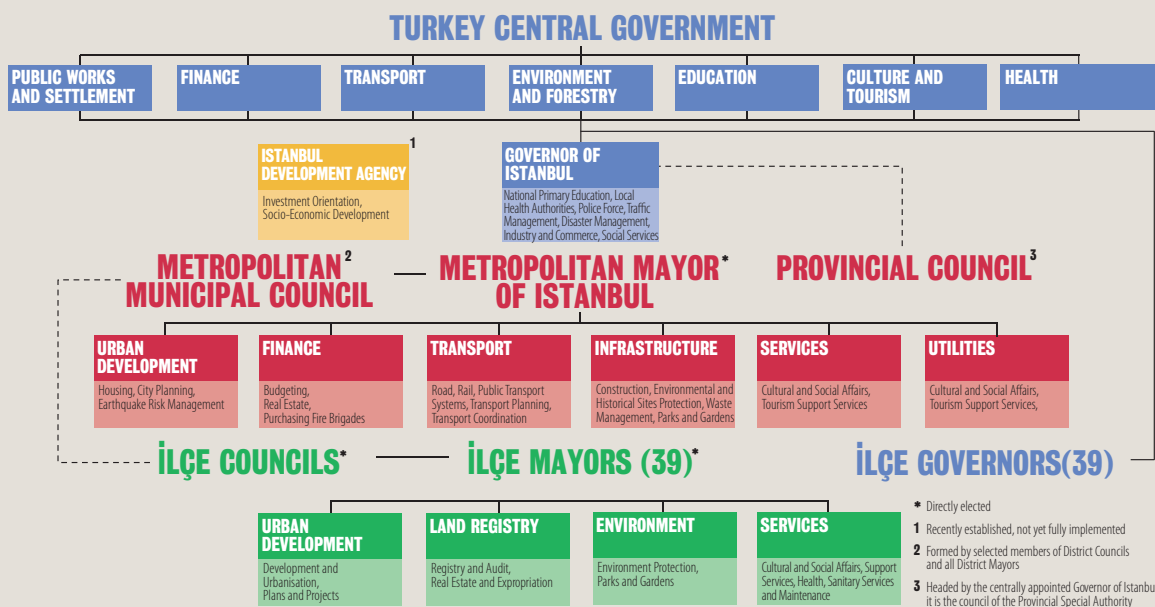 TURKEY CENTRAL GOVERNMENT
PUBLIC WORKS
AND SETTLEMENT
FINANCE
TRANSPORT
ENVIRONMENT
AND FORESTRY
EDUCATION
CULTURE AND
TOURISM
HEALTH
ISTANBUL
DEVELOPMENT AGENCY 1
Investment Orientation,
Socio-Economic Development
GOVERNOR OF
ISTANBUL
National Primary Education, Local
Health Authorities, Police Force, Traffic
Management, Disaster Management,
Industry and Commerce, Social Services
METROPOLITAN 2
MUNICIPAL COUNCIL
METROPOLITAN MAYOR *
OF ISTANBUL
PROVINCIAL COUNCIL 3
URBAN
DEVELOPMENT
Housing, City Planning,
Earthquake Risk Management
FINANCE
Budgeting,
Real Estate,
Purchasing Fire Brigades
TRANSPORT
Road, Rail, Public Transport
Systems, Transport Planning,
Transport Coordination
INFRASTRUCTURE
Construction, Environmental and
Historical Sites Protection, Waste
Management, Parks and Gardens
SERVICES
Cultural and Social Affairs,
Tourism Support Services
UTILITIES
Cultural and Social Affairs,
Tourism Support Services,
İLÇE COUNCILS*
İLÇE MAYORS (39)*
İLÇE GOVERNORS(39)
URBAN
DEVELOPMENT
Development and
Urbanisation,
Plans and Projects
LAND REGISTRY
Registry and Audit,
Real Estate and Expropriation
ENVIRONMENT
Environment Protection,
Parks and Gardens
SERVICES
Cultural and Social Affairs, Support
Services, Health, Sanitary Services
and Maintenance
* Directly elected
1 Recently established, not yet fully implemented
2 Formed by selected members of District Councils
and all District Mayors
3 Headed by the centrally appointed Governor of Istanbu
it is the council of the Provincial Special Authority